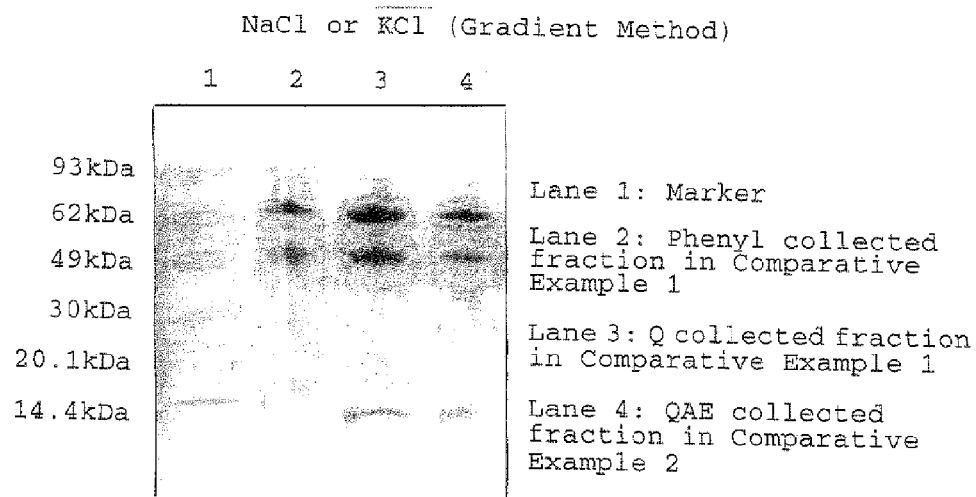 NaCl or KCl (Gradient Method)
1 2 3 4
93kDa
62kDa
49kDa
30kDa
20.1kDa
14.4kDa
Lane 1: Marker
Lane 2: Phenyl collected
fraction in Comparative
Example 1
Lane 3: Q collected fraction
in Comparative Example 1
Lane 4: QAE collected
fraction in Comparative
Example 2